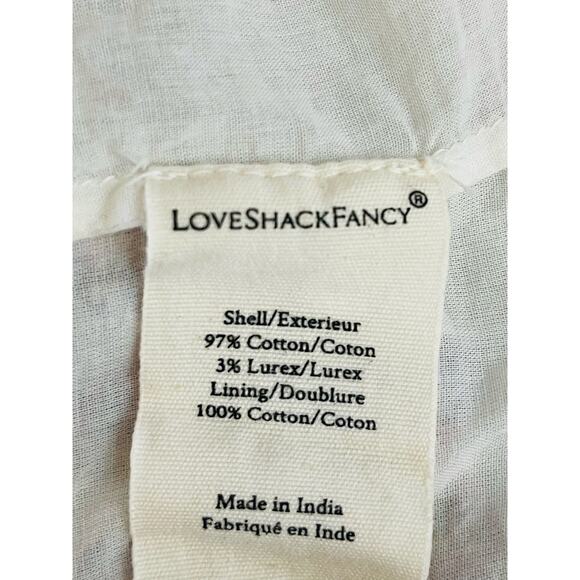 LOVESHACKFANCY®
Shell/Exterieur
97% Cotton/Coton
3% Lurex/Lurex
Lining/Doublure
100% Cotton/Coton
Made in India
Fabriqué en Inde